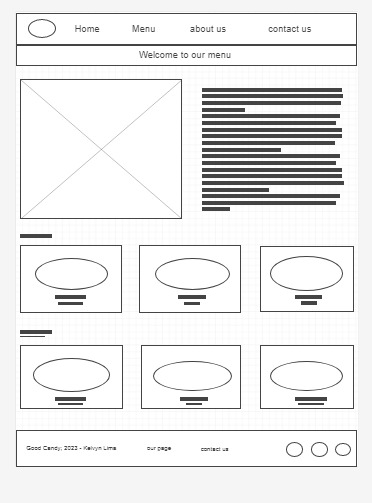 Home Menu about us contact us
Welcome to our menu
Good Candy; 2023 - Kelvyn Lima our page contact us